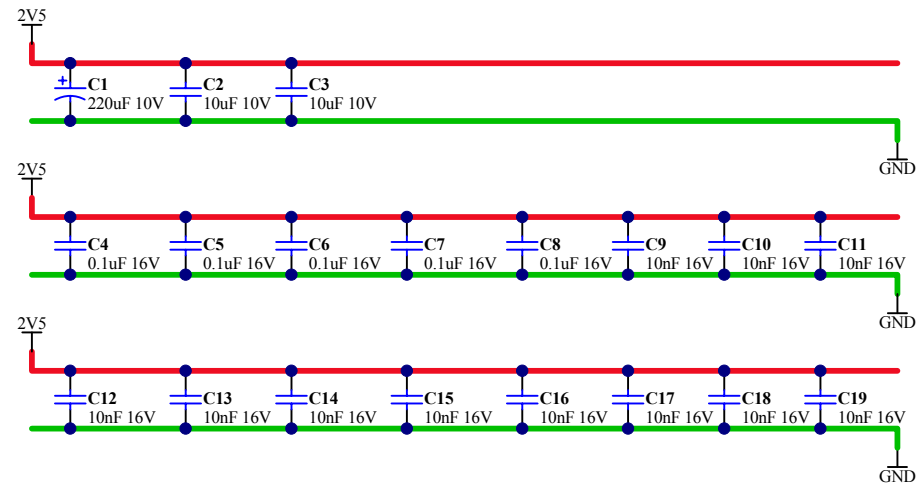 2V5
+
C1 C2 C3
220uF 10V 10uF 10V 10uF 10V
GND
2V5
C4 C5 C6 C7 C8 C9 C10 C11
0.1uF 16V 0.1uF 16V 0.1uF 16V 0.1uF 16V 0.1uF 16V 10nF 16V 10nF 16V 10nF 16V
GND
2V5
C12 C13 C14 C15 C16 C17 C18 C19
10nF 16V 10nF 16V 10nF 16V 10nF 16V 10nF 16V 10nF 16V 10nF 16V 10nF 16V
GND